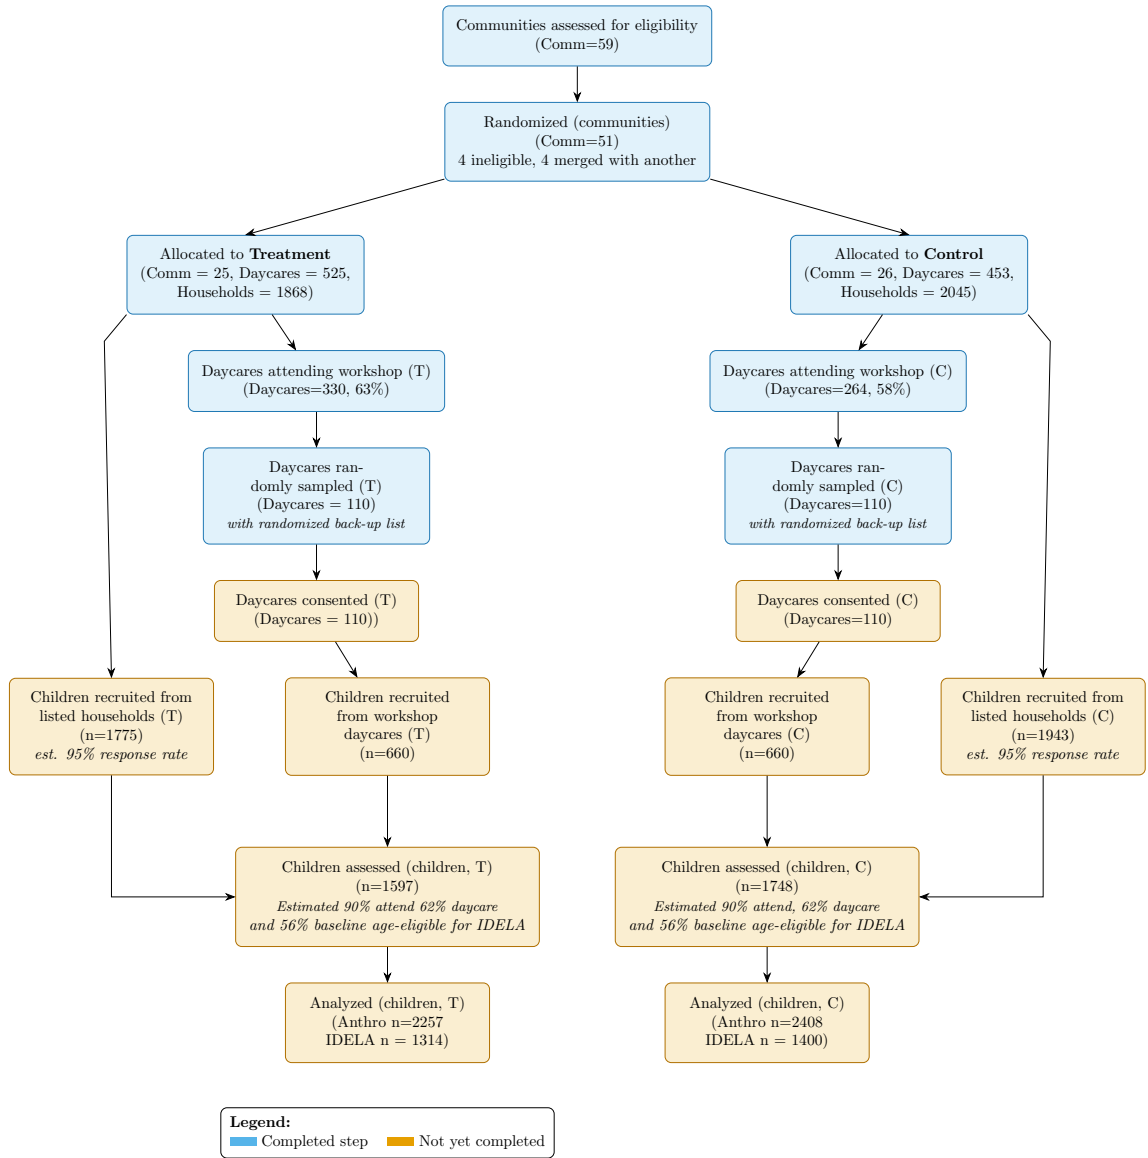 Communities assessed for eligibility
(Comm=59)
Randomized (communities)
(Comm=51)
4 ineligible, 4 merged with another
Allocated to Treatment
(Comm = 25, Daycares = 525,
Households = 1868)
Allocated to Control
(Comm = 26, Daycares = 453,
Households = 2045)
Daycares attending workshop (T)
(Daycares=330, 63%)
Daycares attending workshop (C)
(Daycares=264, 58%)
Daycares ran-
domly sampled (T)
(Daycares = 110)
with randomized back-up list
Daycares ran-
domly sampled (C)
(Daycares=110)
with randomized back-up list
Daycares consented (T)
(Daycares = 110))
Daycares consented (C)
(Daycares=110)
Children recruited from
listed households (T)
(n=1775)
est. 95% response rate
Children recruited
from workshop
daycares (T)
(n=660)
Children recruited
from workshop
daycares (C)
(n=660)
Children recruited from
listed households (C)
(n=1943)
est. 95% response rate
Children assessed (children, T)
(n=1597)
Estimated 90% attend 62% daycare
and 56% baseline age-eligible for IDELA
Children assessed (children, C)
(n=1748)
Estimated 90% attend, 62% daycare
and 56% baseline age-eligible for IDELA
Analyzed (children, T)
(Anthro n=2257
IDELA n = 1314)
Analyzed (children, C)
(Anthro n=2408
IDELA n = 1400)
Legend:
Completed step Not yet completed